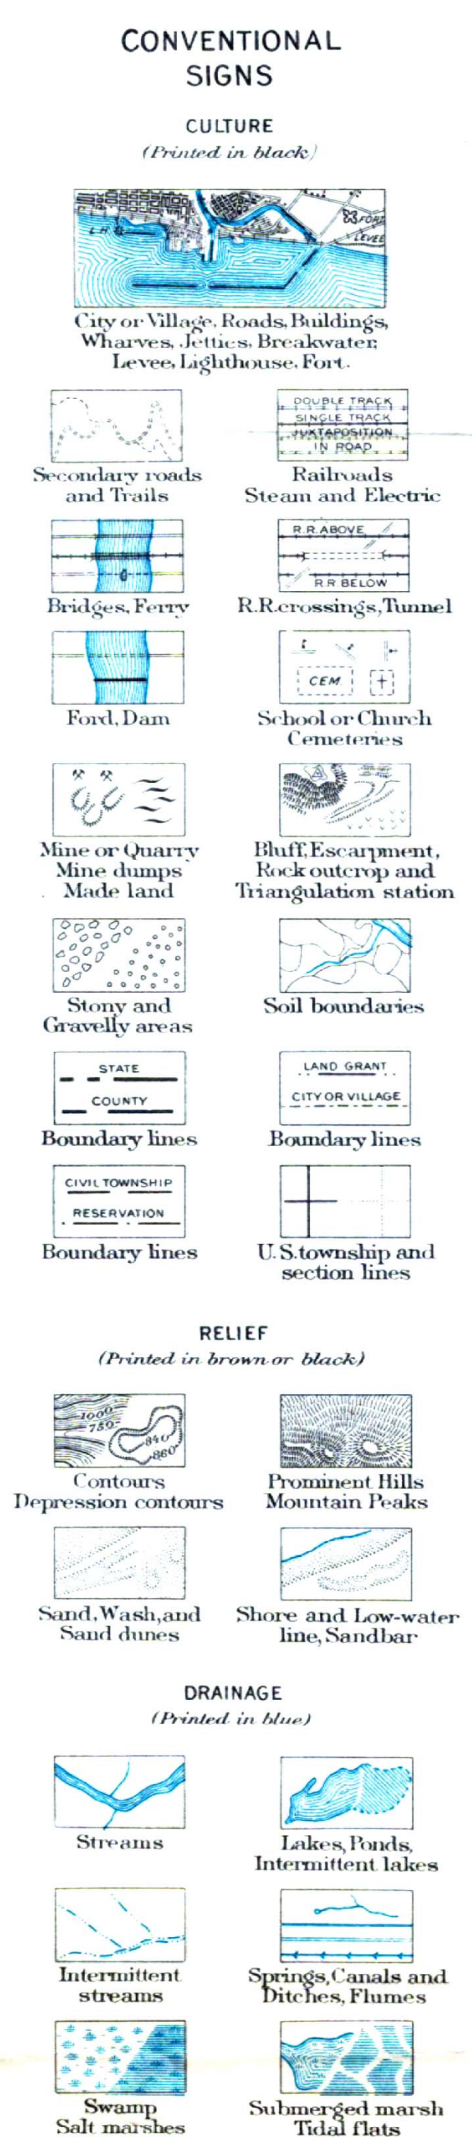 CONVENTIONAL
SIGNS
CULTURE
(Printed in black)
L.H.
FORT
LEVEE
City or Village, Roads, Buildings,
Wharves, Jetties, Breakwater,
Levee, Lighthouse, Fort.
DOUBLE TRACK
SINGLE TRACK
JUXTAPOSITION
IN ROAD
Secondary roads
and Trails
Railroads
Steam and Electric
R.R. ABOVE
R.R. BELOW
Bridges, Ferry
R.R. crossings, Tunnel
CEM.
Ford, Dam
School or Church
Cemeteries
Mine or Quarry
Mine dumps
Made land
Bluff, Escarpment,
Rock outcrop and
Triangulation station
Stony and
Gravelly areas
Soil boundaries
STATE
COUNTY
Boundary lines
LAND GRANT
CITY OR VILLAGE
Boundary lines
CIVIL TOWNSHIP
RESERVATION
Boundary lines
U.S. township and
section lines
RELIEF
(Printed in brown or black)
1000
750
840
860
Contours
Depression contours
Prominent Hills
Mountain Peaks
Sand, Wash, and
Sand dunes
Shore and Low-water
line, Sandbar
DRAINAGE
(Printed in blue)
Streams
Lakes, Ponds,
Intermittent lakes
Intermittent
streams
Springs, Canals and
Ditches, Flumes
Swamp
Salt marshes
Submerged marsh
Tidal flats